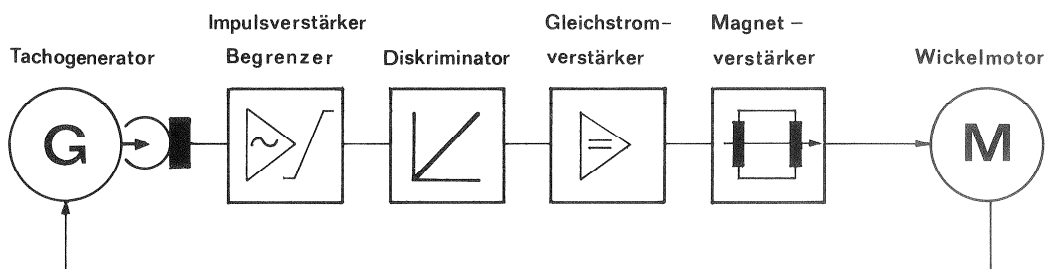 Tachogenerator
Impulsverstärker
Begrenzer
Diskriminator
Gleichstrom–
verstärker
Magnet –
verstärker
Wickelmotor
G
M